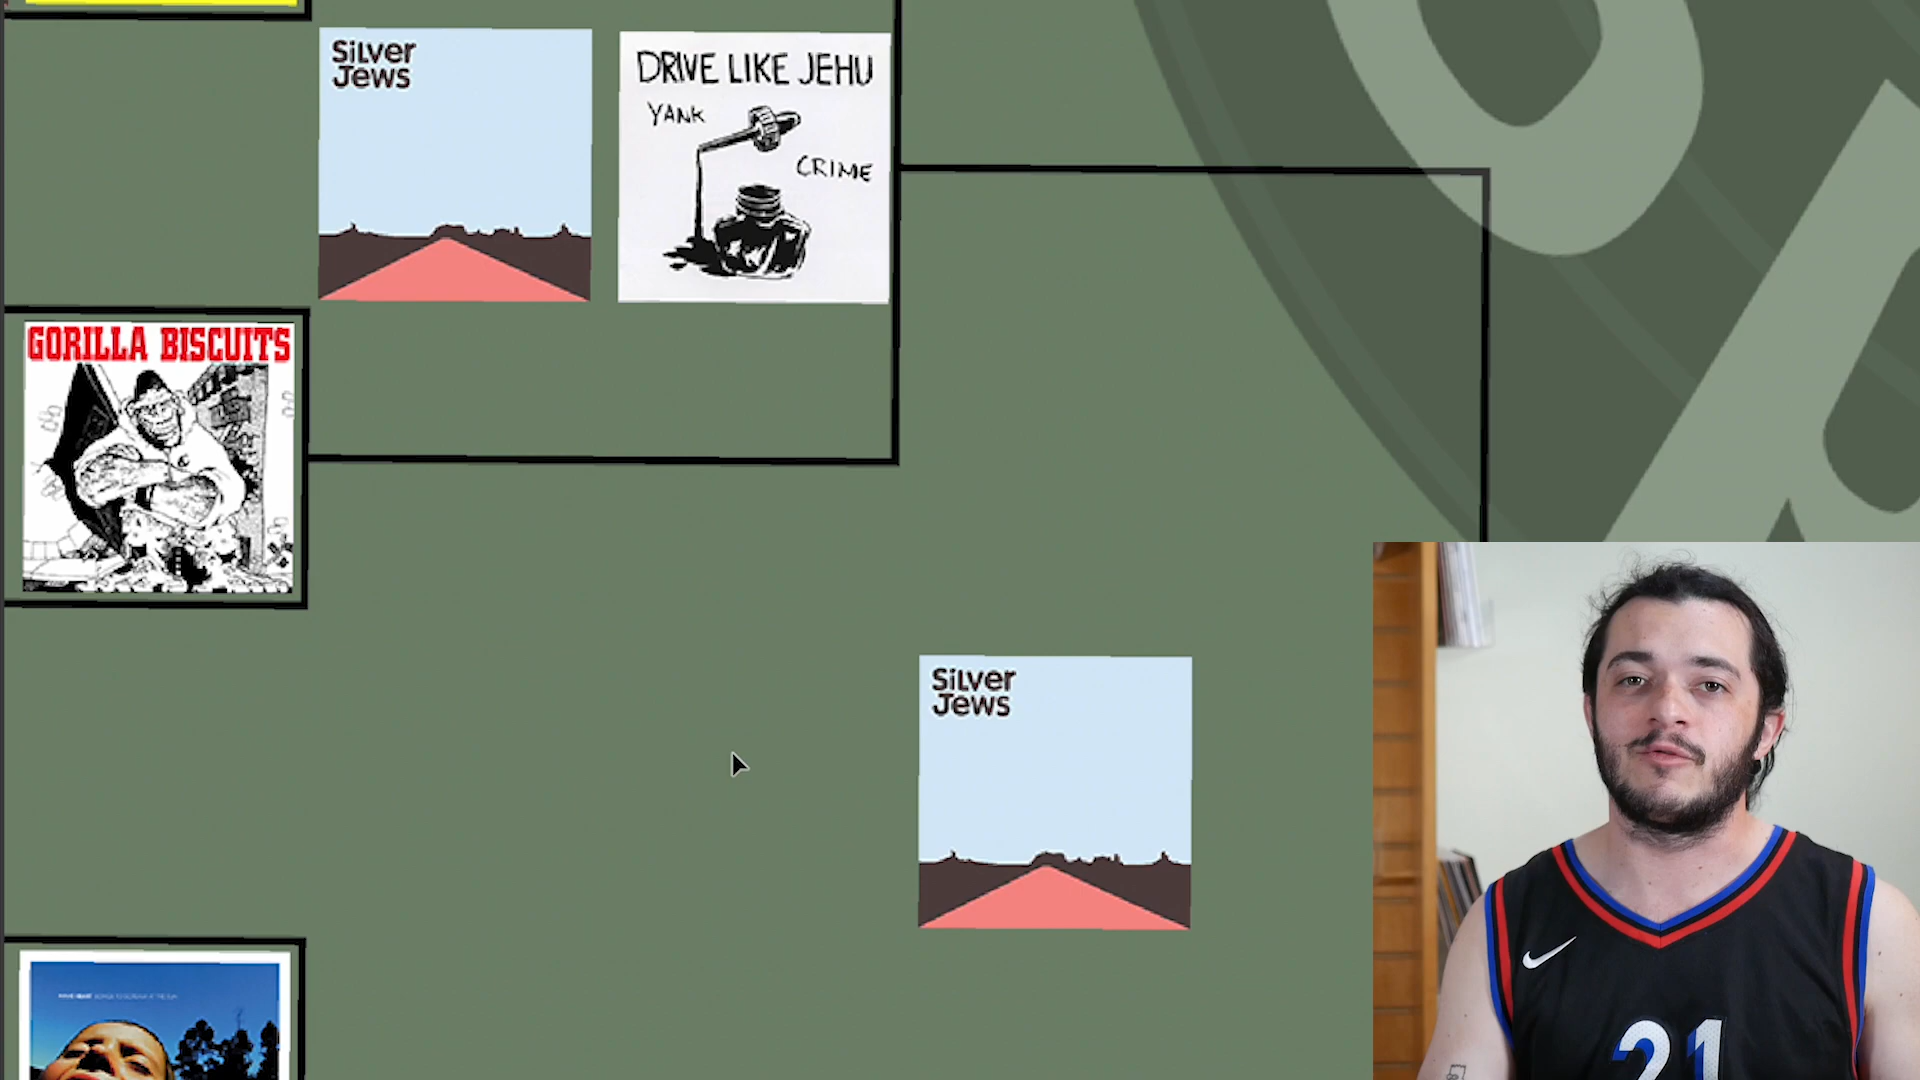 SiLver
Jews
DRIVE LIKE JEHU
YANK
CRIME
GORILLA BISCUITS
SiLver
Jews
21